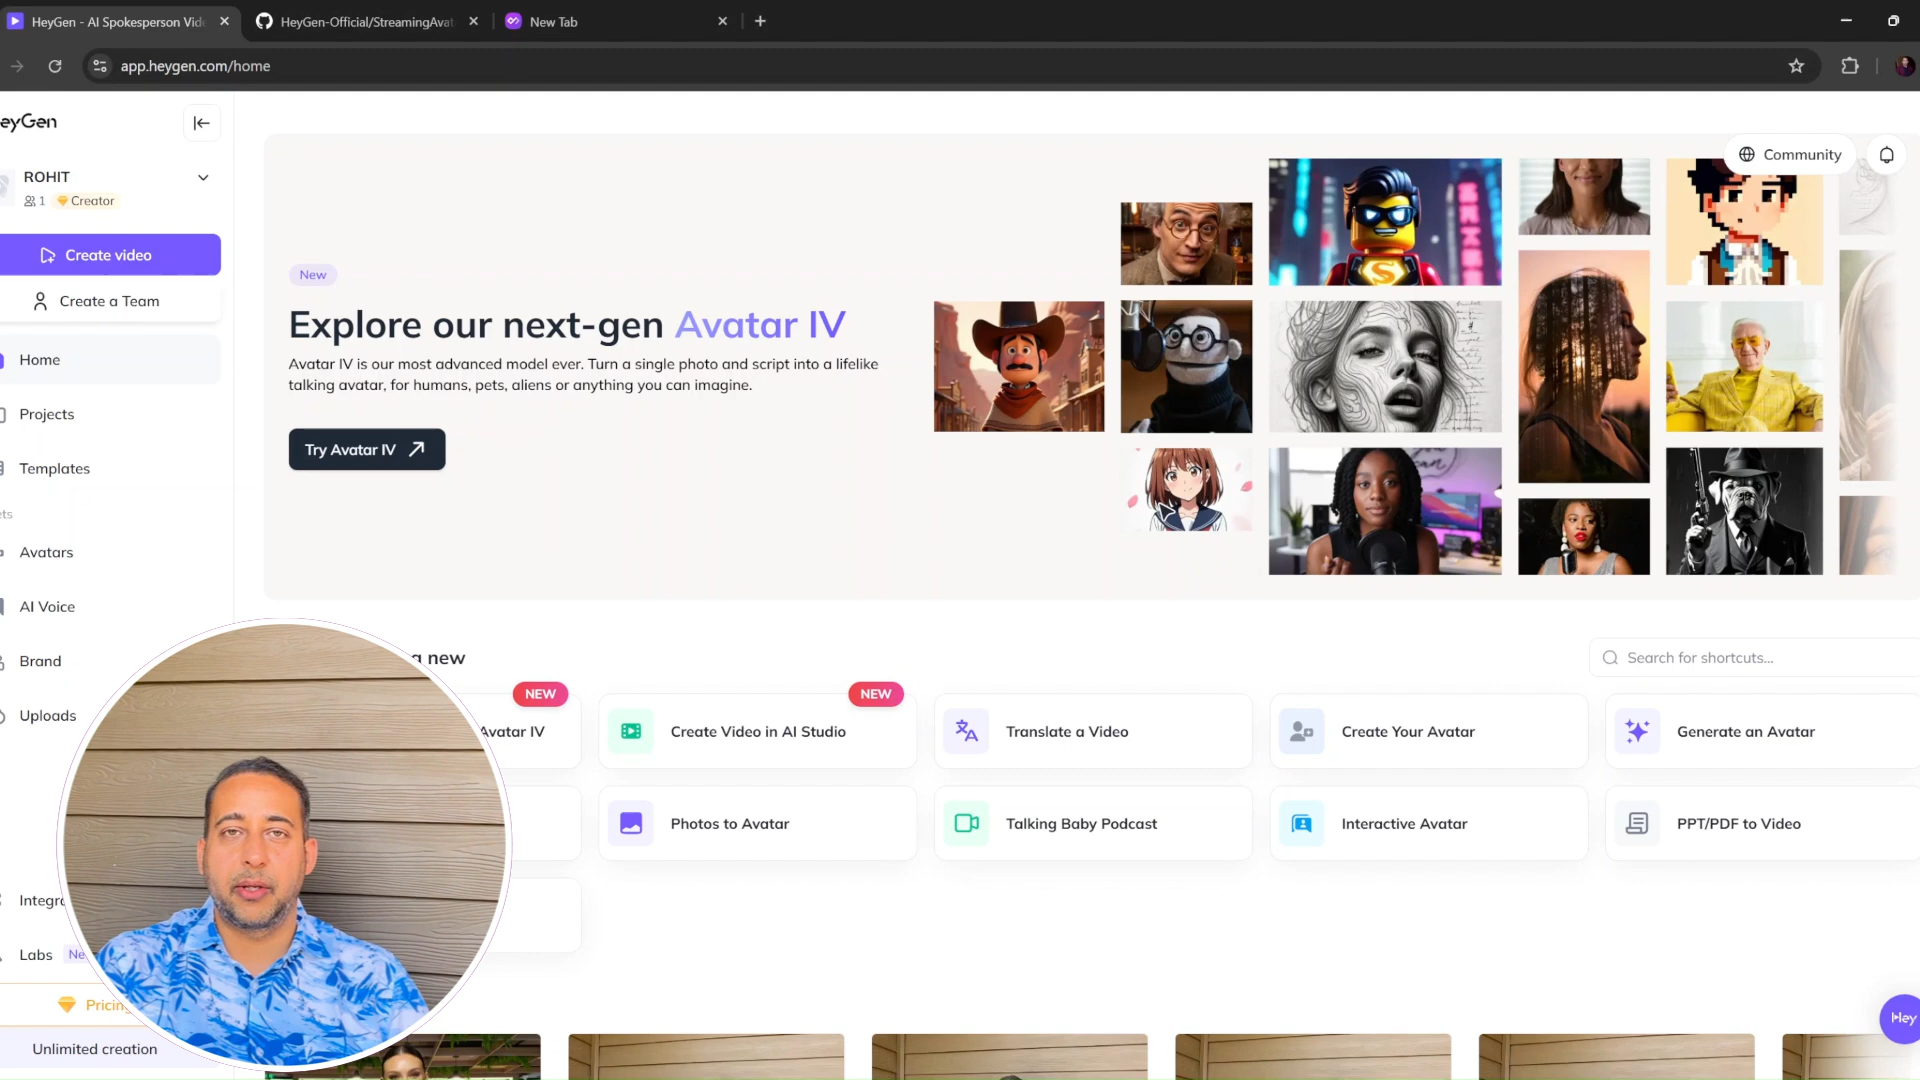 HeyGen - AI Spokesperson Vid
HeyGen-Official/StreamingAvat
New Tab
app.heygen.com/home
eyGen
ROHIT
1
Creator
Create video
Create a Team
Home
Projects
Templates
ets
Avatars
AI Voice
Brand
Uploads
Integra
Labs
Ne
Pricing
Unlimited creation
Community
New
Explore our next-gen Avatar IV
Avatar IV is our most advanced model ever. Turn a single photo and script into a lifelike
talking avatar, for humans, pets, aliens or anything you can imagine.
Try Avatar IV
g new
Search for shortcuts...
NEW
NEW
Avatar IV
Create Video in AI Studio
Translate a Video
Create Your Avatar
Generate an Avatar
Photos to Avatar
Talking Baby Podcast
Interactive Avatar
PPT/PDF to Video
Hey